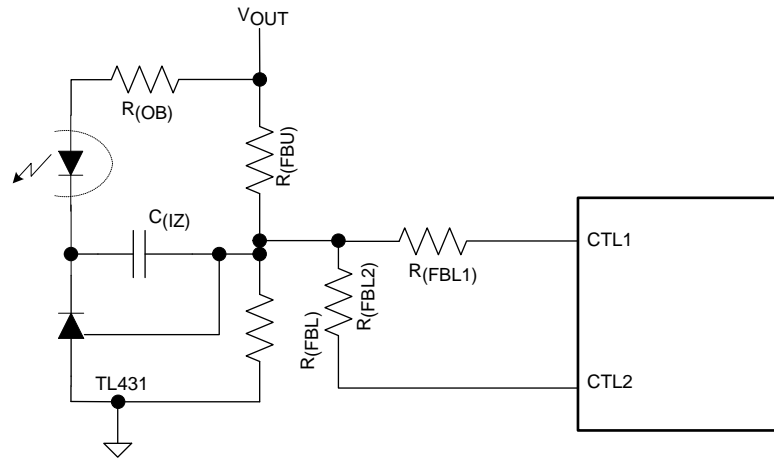 VOUT
R(OB)
R(FBU)
C(IZ)
CTL1
R(FBL1)
R(FBL2)
R(FBL)
CTL2
TL431